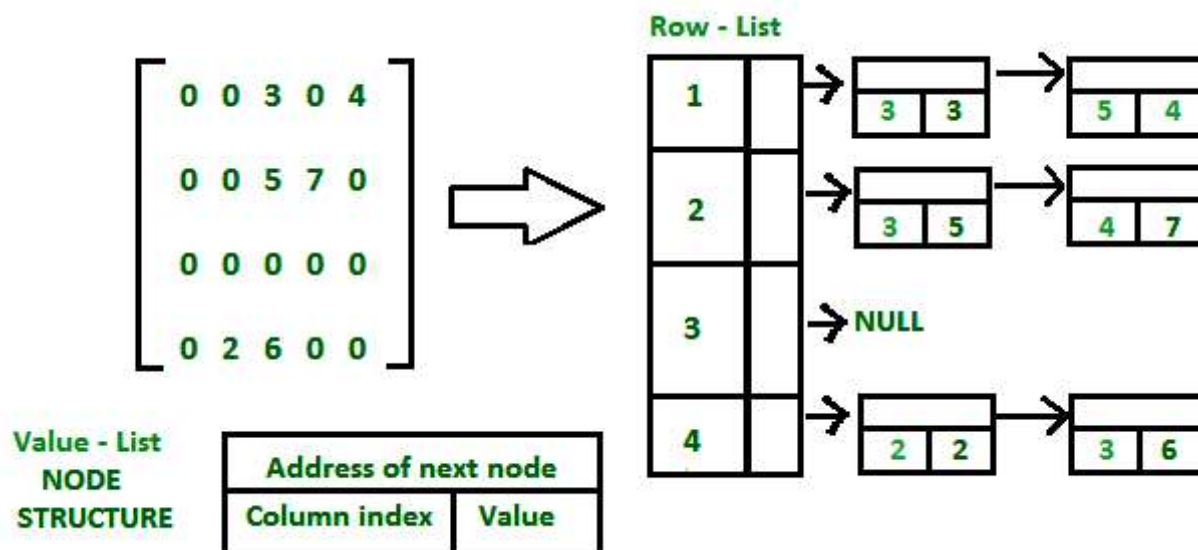 Row - List
0 0 3 0 4
0 0 5 7 0
0 0 0 0 0
0 2 6 0 0
1
3 3
5 4
2
3 5
4 7
3
NULL
4
2 2
3 6
Value - List
NODE
STRUCTURE
Address of next node
Column index Value